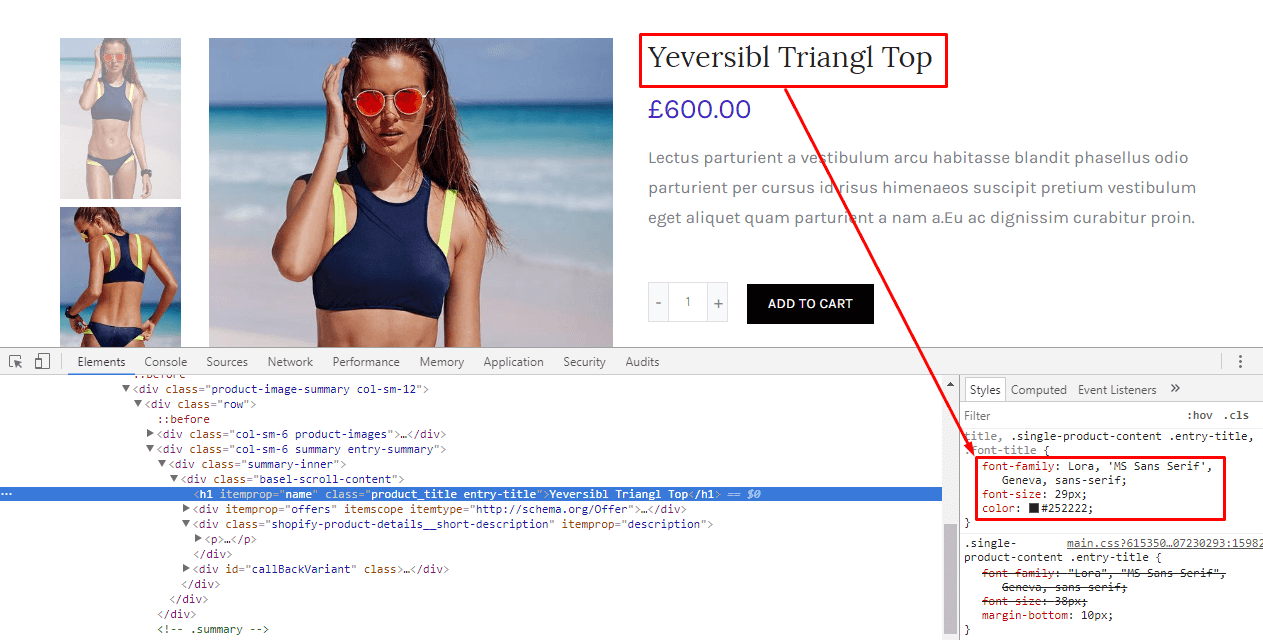 Yeversibl Triangl Top
£600.00
Lectus parturient a vestibulum arcu habitasse blandit phasellus odio
parturient per cursus id risus himenaeos suscipit pretium vestibulum
eget aliquet quam parturient a nam a.Eu ac dignissim curabitur proin.
- 1 + ADD TO CART
Elements Console Sources Network Performance Memory Application Security Audits
::before
<div class="product-image-summary col-sm-12">
<div class="row">
::before
<div class="col-sm-6 product-images">…</div>
<div class="col-sm-6 summary entry-summary">
<div class="summary-inner">
<div class="basel-scroll-content">
<h1 itemprop="name" class="product_title entry-title">Yeversibl Triangl Top</h1> == $0
<div itemprop="offers" itemscope itemtype="http://schema.org/Offer">…</div>
<div class="shopify-product-details__short-description" itemprop="description">
<p>…</p>
</div>
<div id="callBackVariant" class>…</div>
</div>
</div>
</div>
<!-- .summary -->
Styles Computed Event Listeners »
Filter :hov .cls
title, .single-product-content .entry-title,
.font-title {
font-family: Lora, 'MS Sans Serif',
Geneva, sans-serif;
font-size: 29px;
color: #252222;
}
.single- main.css?615350…07230293:15982
product-content .entry-title {
font-family: "Lora", "MS Sans Serif",
Geneva, sans-serif;
font-size: 38px;
margin-bottom: 10px;
}